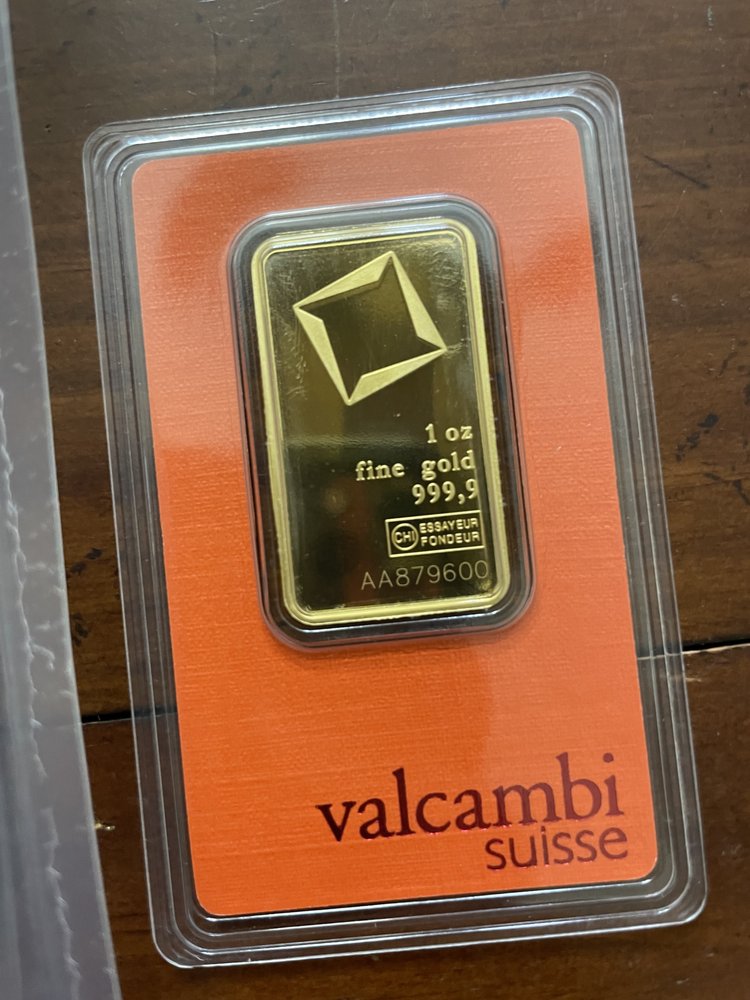 1 oz
fine gold
999,9
CHI ESSAYEUR
FONDEUR
AA879600
valcambi
suisse